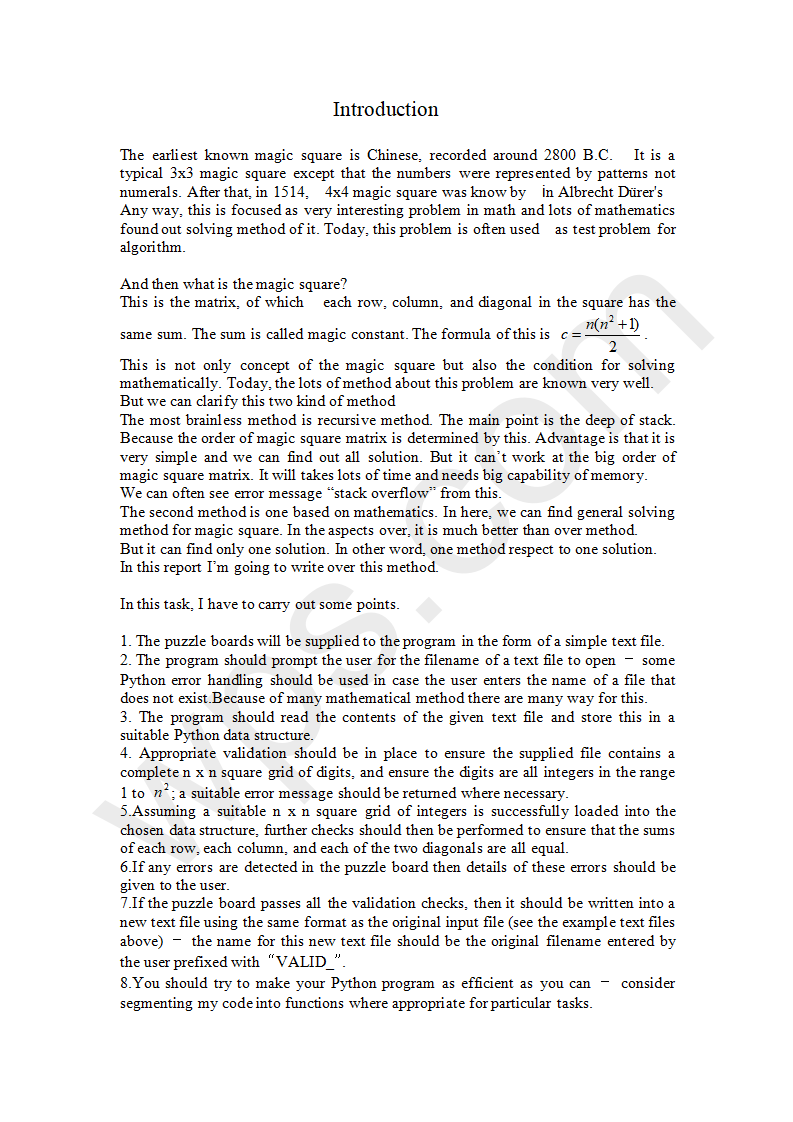 Introduction
The earliest known magic square is Chinese, recorded around 2800 B.C. It is a
typical 3x3 magic square except that the numbers were represented by patterns not
numerals. After that, in 1514, 4x4 magic square was know by in Albrecht Dürer's
Any way, this is focused as very interesting problem in math and lots of mathematics
found out solving method of it. Today, this problem is often used as test problem for
algorithm.
And then what is the magic square?
This is the matrix, of which each row, column, and diagonal in the square has the
same sum. The sum is called magic constant. The formula of this is c = n(n² + 1) / 2 .
This is not only concept of the magic square but also the condition for solving
mathematically. Today, the lots of method about this problem are known very well.
But we can clarify this two kind of method
The most brainless method is recursive method. The main point is the deep of stack.
Because the order of magic square matrix is determined by this. Advantage is that it is
very simple and we can find out all solution. But it can't work at the big order of
magic square matrix. It will takes lots of time and needs big capability of memory.
We can often see error message “stack overflow” from this.
The second method is one based on mathematics. In here, we can find general solving
method for magic square. In the aspects over, it is much better than over method.
But it can find only one solution. In other word, one method respect to one solution.
In this report I'm going to write over this method.
In this task, I have to carry out some points.
1. The puzzle boards will be supplied to the program in the form of a simple text file.
2. The program should prompt the user for the filename of a text file to open – some
Python error handling should be used in case the user enters the name of a file that
does not exist.Because of many mathematical method there are many way for this.
3. The program should read the contents of the given text file and store this in a
suitable Python data structure.
4. Appropriate validation should be in place to ensure the supplied file contains a
complete n x n square grid of digits, and ensure the digits are all integers in the range
1 to n²; a suitable error message should be returned where necessary.
5.Assuming a suitable n x n square grid of integers is successfully loaded into the
chosen data structure, further checks should then be performed to ensure that the sums
of each row, each column, and each of the two diagonals are all equal.
6.If any errors are detected in the puzzle board then details of these errors should be
given to the user.
7.If the puzzle board passes all the validation checks, then it should be written into a
new text file using the same format as the original input file (see the example text files
above) – the name for this new text file should be the original filename entered by
the user prefixed with “VALID_”.
8.You should try to make your Python program as efficient as you can – consider
segmenting my code into functions where appropriate for particular tasks.
wps.com